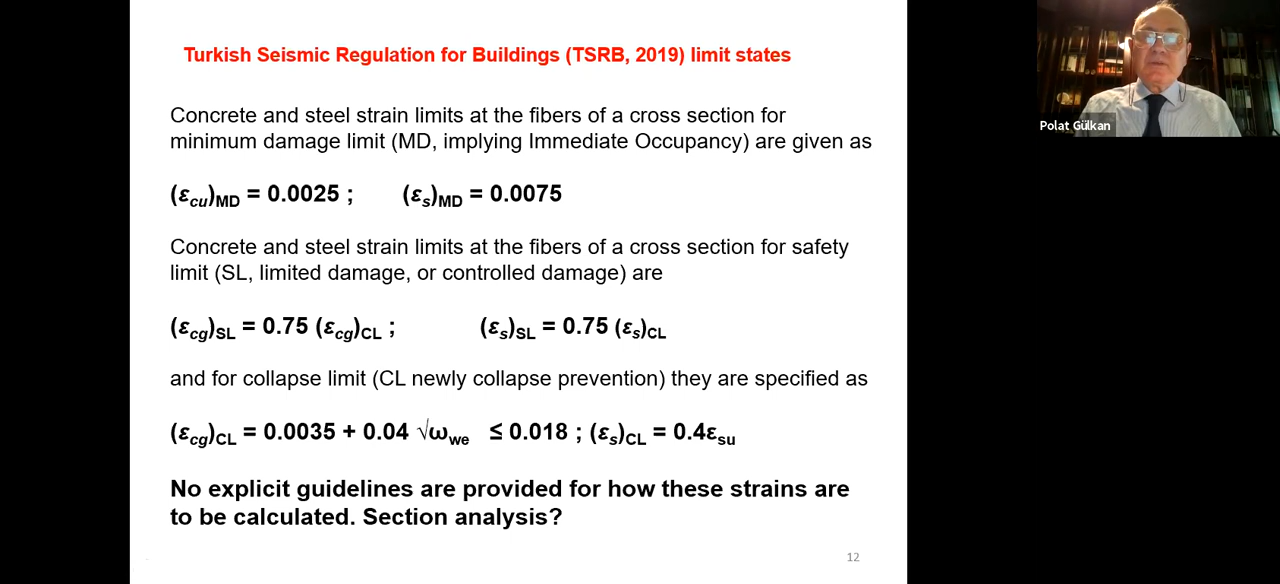 Turkish Seismic Regulation for Buildings (TSRB, 2019) limit states
Concrete and steel strain limits at the fibers of a cross section for
minimum damage limit (MD, implying Immediate Occupancy) are given as
(εcu)MD = 0.0025 ; (εs)MD = 0.0075
Concrete and steel strain limits at the fibers of a cross section for safety
limit (SL, limited damage, or controlled damage) are
(εcg)SL = 0.75 (εcg)CL ; (εs)SL = 0.75 (εs)CL
and for collapse limit (CL newly collapse prevention) they are specified as
(εcg)CL = 0.0035 + 0.04 √ωwe ≤ 0.018 ; (εs)CL = 0.4εsu
No explicit guidelines are provided for how these strains are
to be calculated. Section analysis?
12
Polat Gülkan